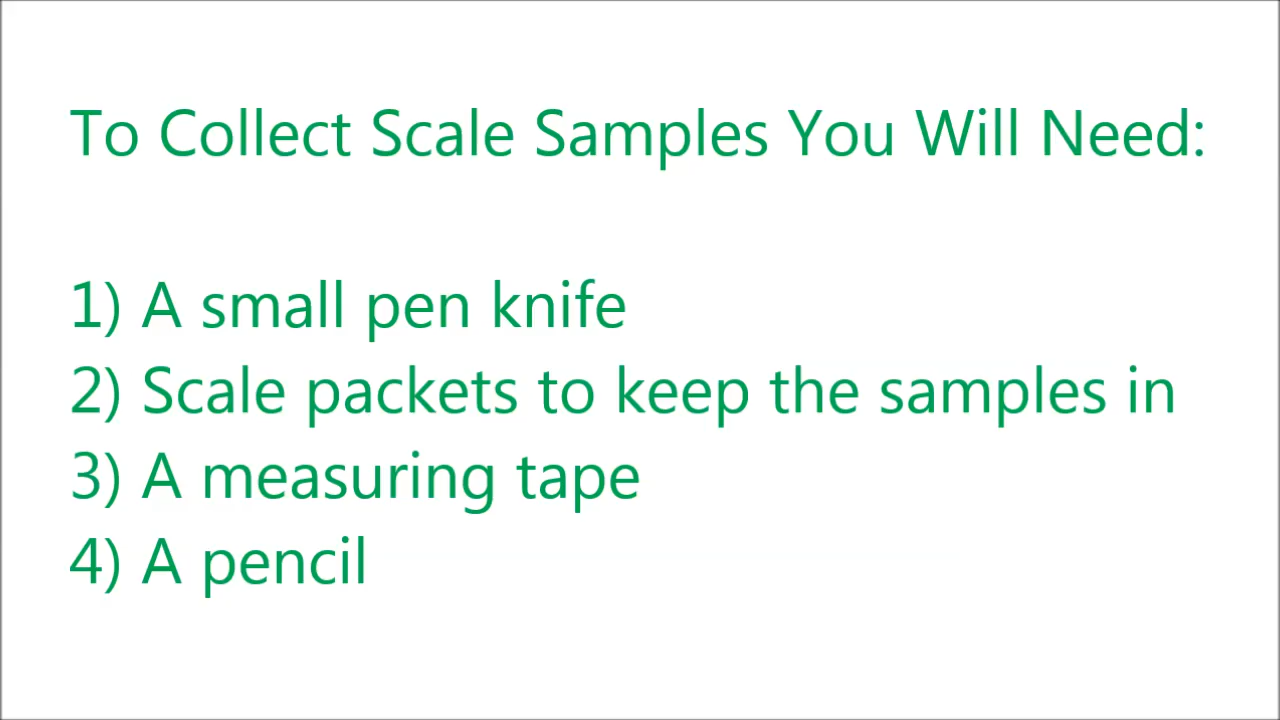 To Collect Scale Samples You Will Need:
1) A small pen knife
2) Scale packets to keep the samples in
3) A measuring tape
4) A pencil